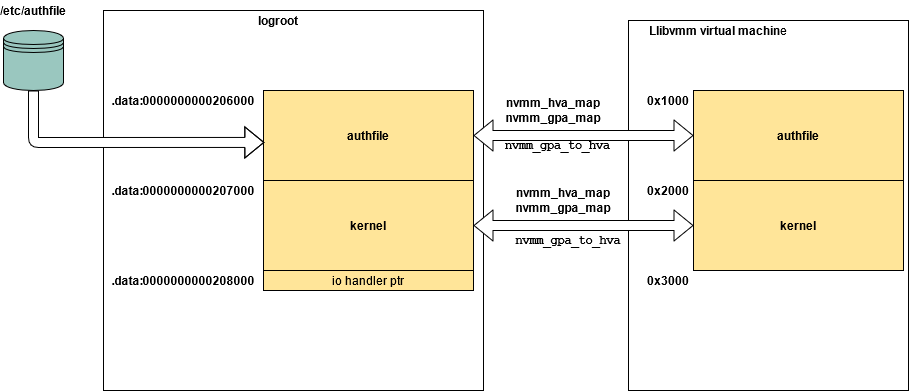 /etc/authfile
logroot
Llibvmm virtual machine
.data:0000000000206000
authfile
nvmm_hva_map
nvmm_gpa_map
nvmm_gpa_to_hva
0x1000
authfile
.data:0000000000207000
kernel
nvmm_hva_map
nvmm_gpa_map
nvmm_gpa_to_hva
0x2000
kernel
.data:0000000000208000
io handler ptr
0x3000